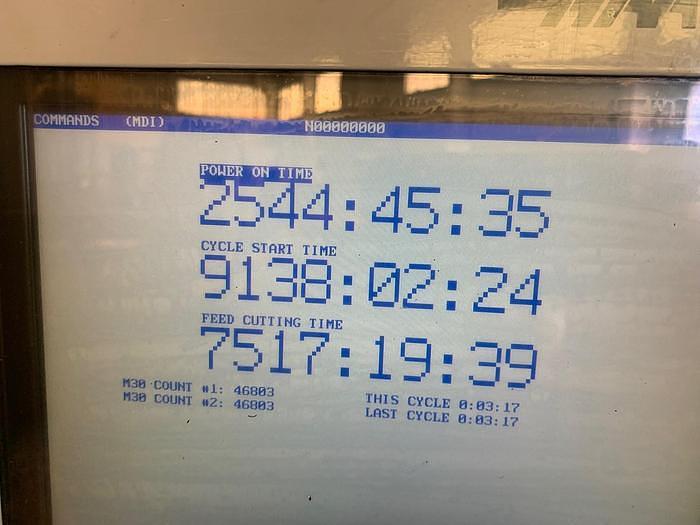 COMMANDS (MDI) N00000000
POWER ON TIME
2544:45:35
CYCLE START TIME
9138:02:24
FEED CUTTING TIME
7517:19:39
M30 COUNT #1: 46803
M30 COUNT #2: 46803
THIS CYCLE 0:03:17
LAST CYCLE 0:03:17